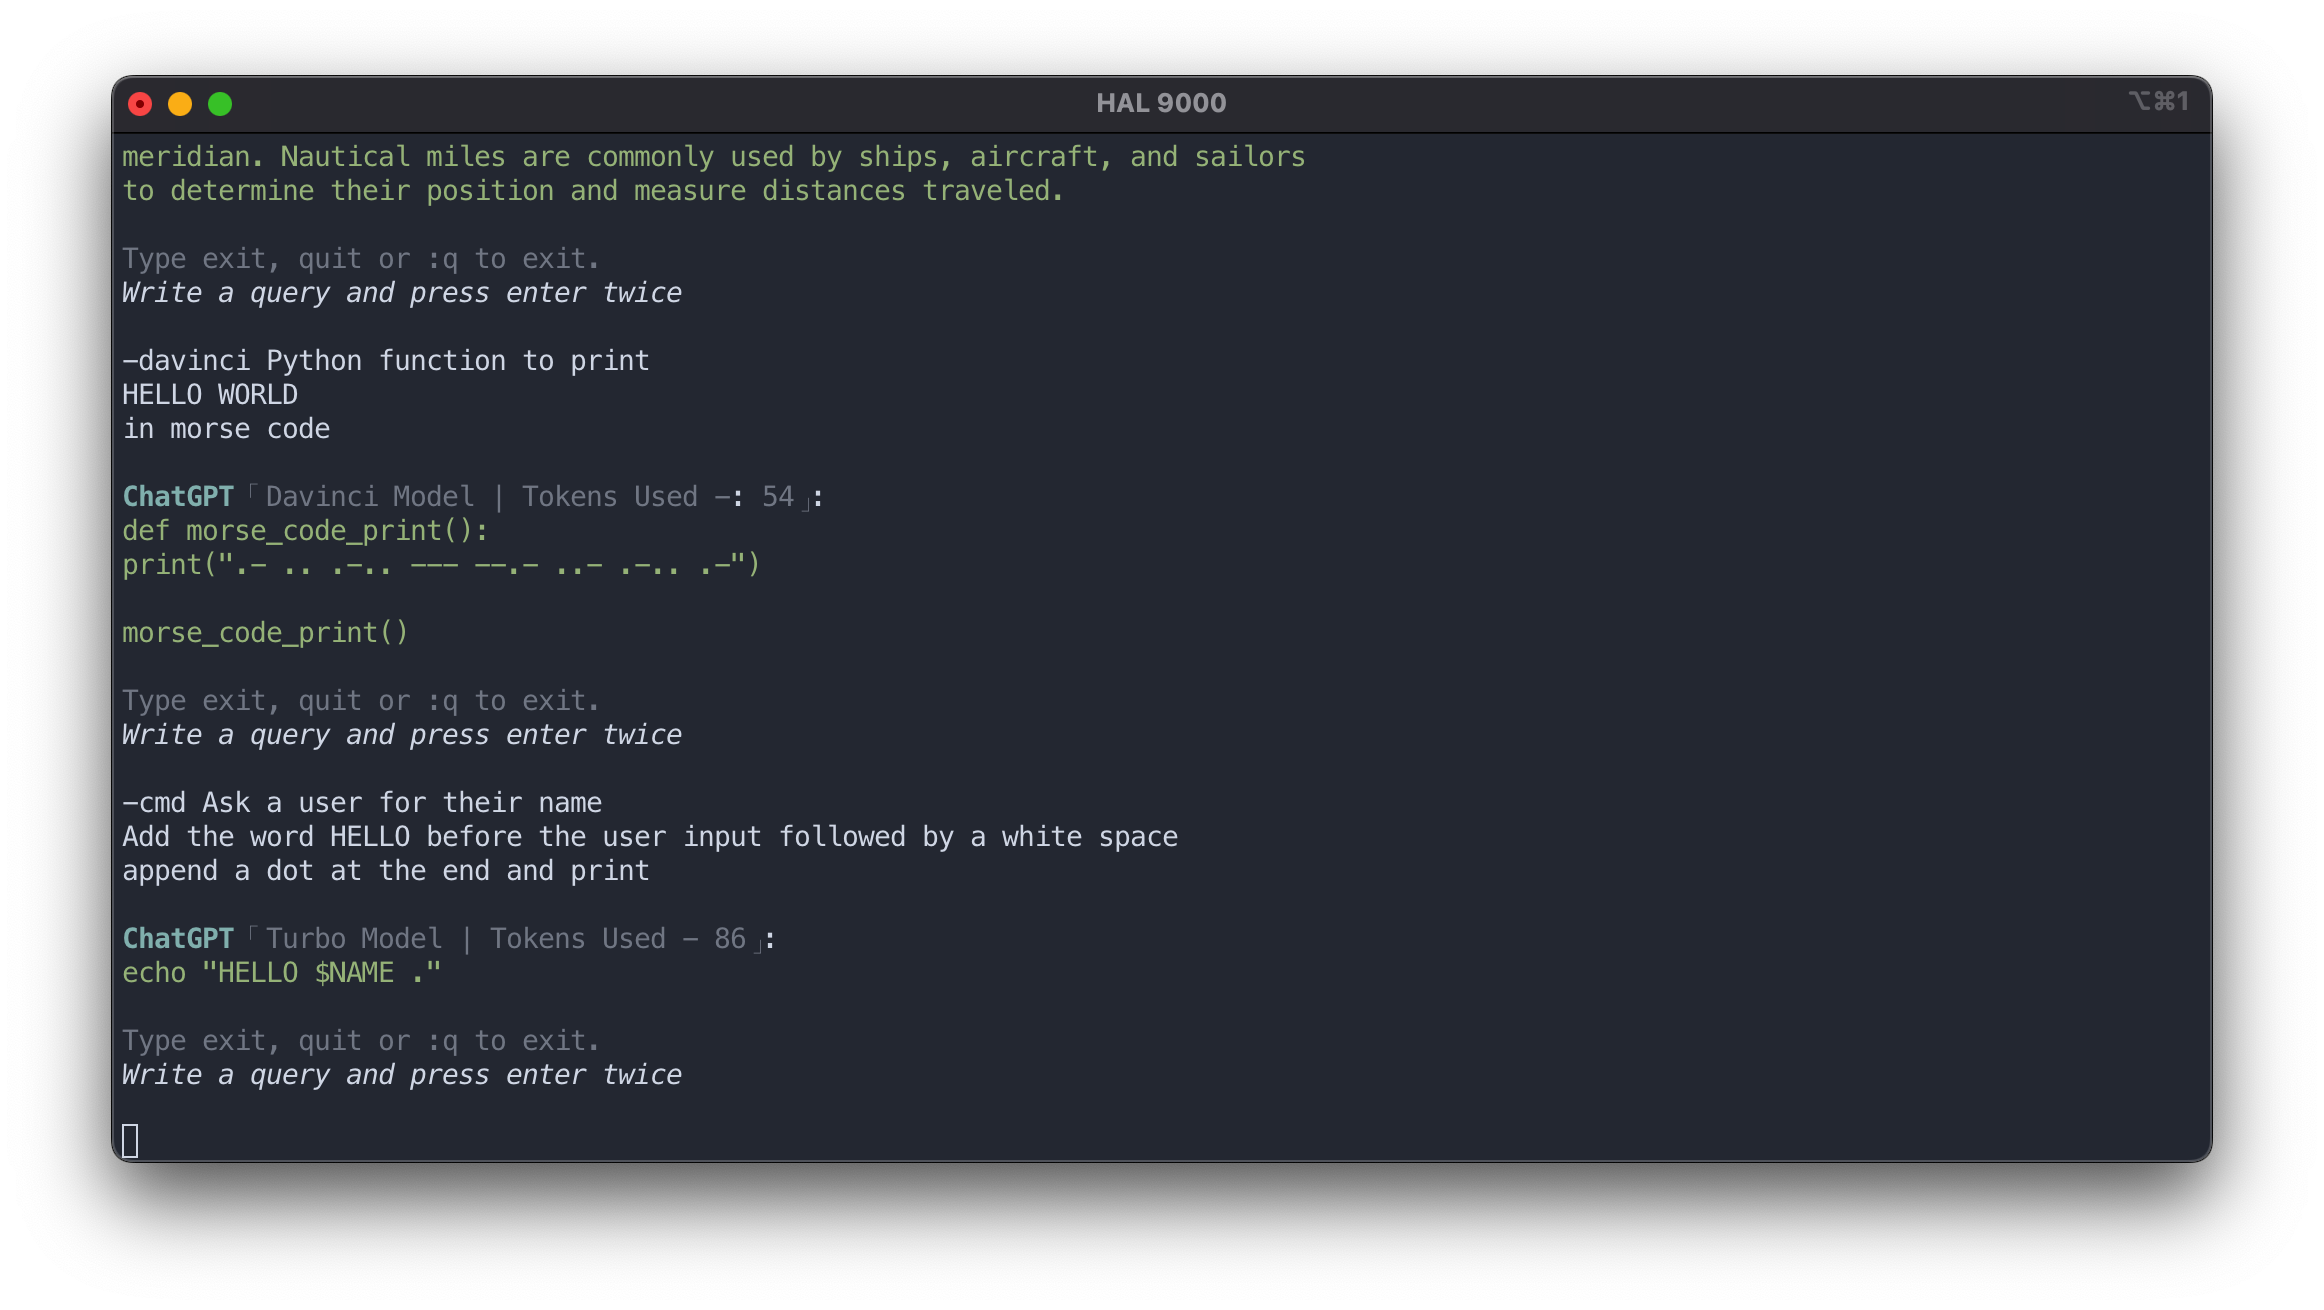 HAL 9000
⌥⌘1
meridian. Nautical miles are commonly used by ships, aircraft, and sailors
to determine their position and measure distances traveled.
Type exit, quit or :q to exit.
Write a query and press enter twice
-davinci Python function to print
HELLO WORLD
in morse code
ChatGPT「Davinci Model | Tokens Used -: 54」:
def morse_code_print():
print(".- .. .-.. --- --.- ..- .-.. .-")
morse_code_print()
Type exit, quit or :q to exit.
Write a query and press enter twice
-cmd Ask a user for their name
Add the word HELLO before the user input followed by a white space
append a dot at the end and print
ChatGPT「Turbo Model | Tokens Used - 86」:
echo "HELLO $NAME ."
Type exit, quit or :q to exit.
Write a query and press enter twice